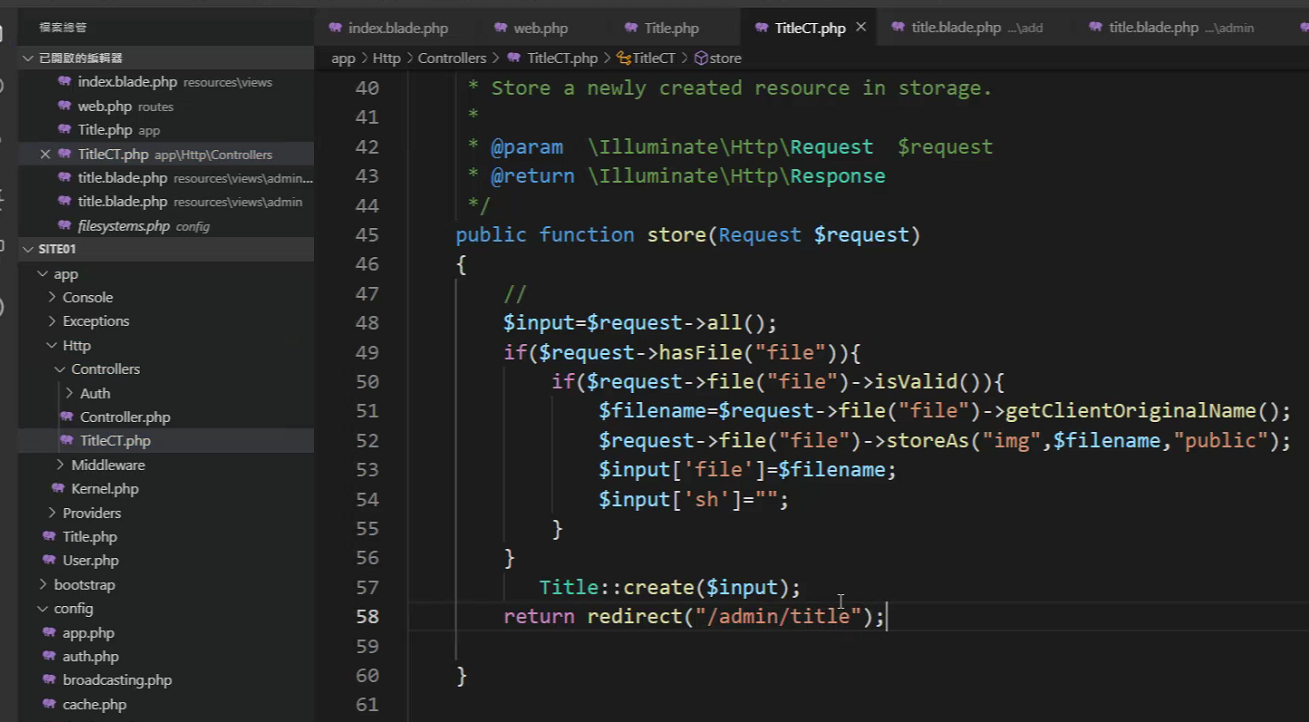 檔案總管
已開啟的編輯器
index.blade.php resources\views
web.php routes
Title.php app
TitleCT.php app\Http\Controllers
title.blade.php resources\views\admin...
title.blade.php resources\views\admin
filesystems.php config
SITE01
app
Console
Exceptions
Http
Controllers
Auth
Controller.php
TitleCT.php
Middleware
Kernel.php
Providers
Title.php
User.php
bootstrap
config
app.php
auth.php
broadcasting.php
cache.php
index.blade.php web.php Title.php TitleCT.php title.blade.php ...\add title.blade.php ...\admin
app > Http > Controllers > TitleCT.php > TitleCT > store
40 * Store a newly created resource in storage.
41 *
42 * @param  \Illuminate\Http\Request  $request
43 * @return \Illuminate\Http\Response
44 */
45 public function store(Request $request)
46 {
47 //
48 $input=$request->all();
49 if($request->hasFile("file")){
50 if($request->file("file")->isValid()){
51 $filename=$request->file("file")->getClientOriginalName();
52 $request->file("file")->storeAs("img",$filename,"public");
53 $input['file']=$filename;
54 $input['sh']="";
55 }
56 }
57 Title::create($input);
58 return redirect("/admin/title");
59
60 }
61